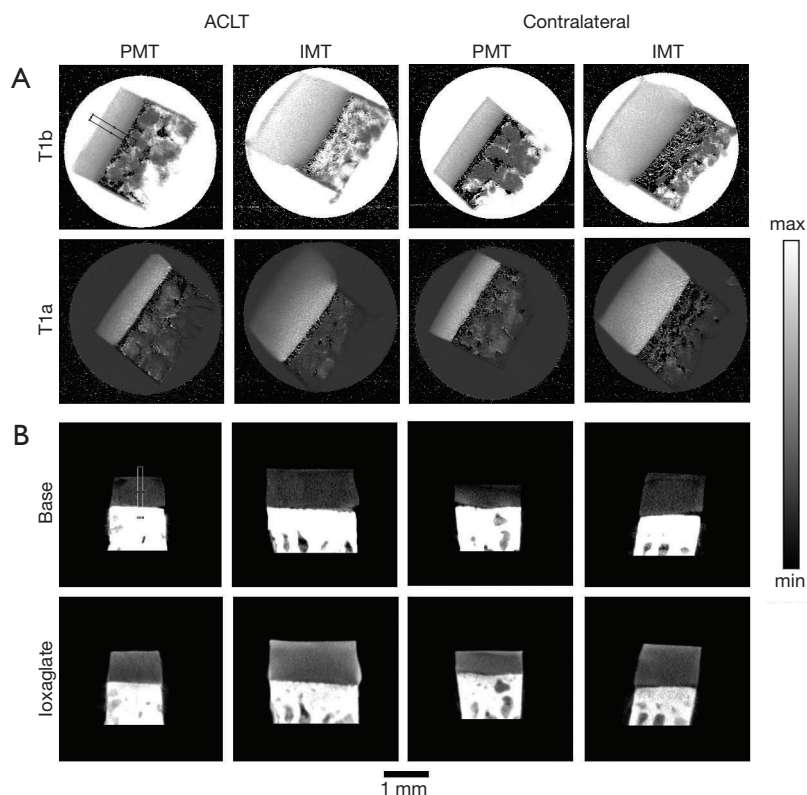 ACLT Contralateral
PMT IMT PMT IMT
A
T1b
T1a
max
min
B
Base
Ioxaglate
1 mm